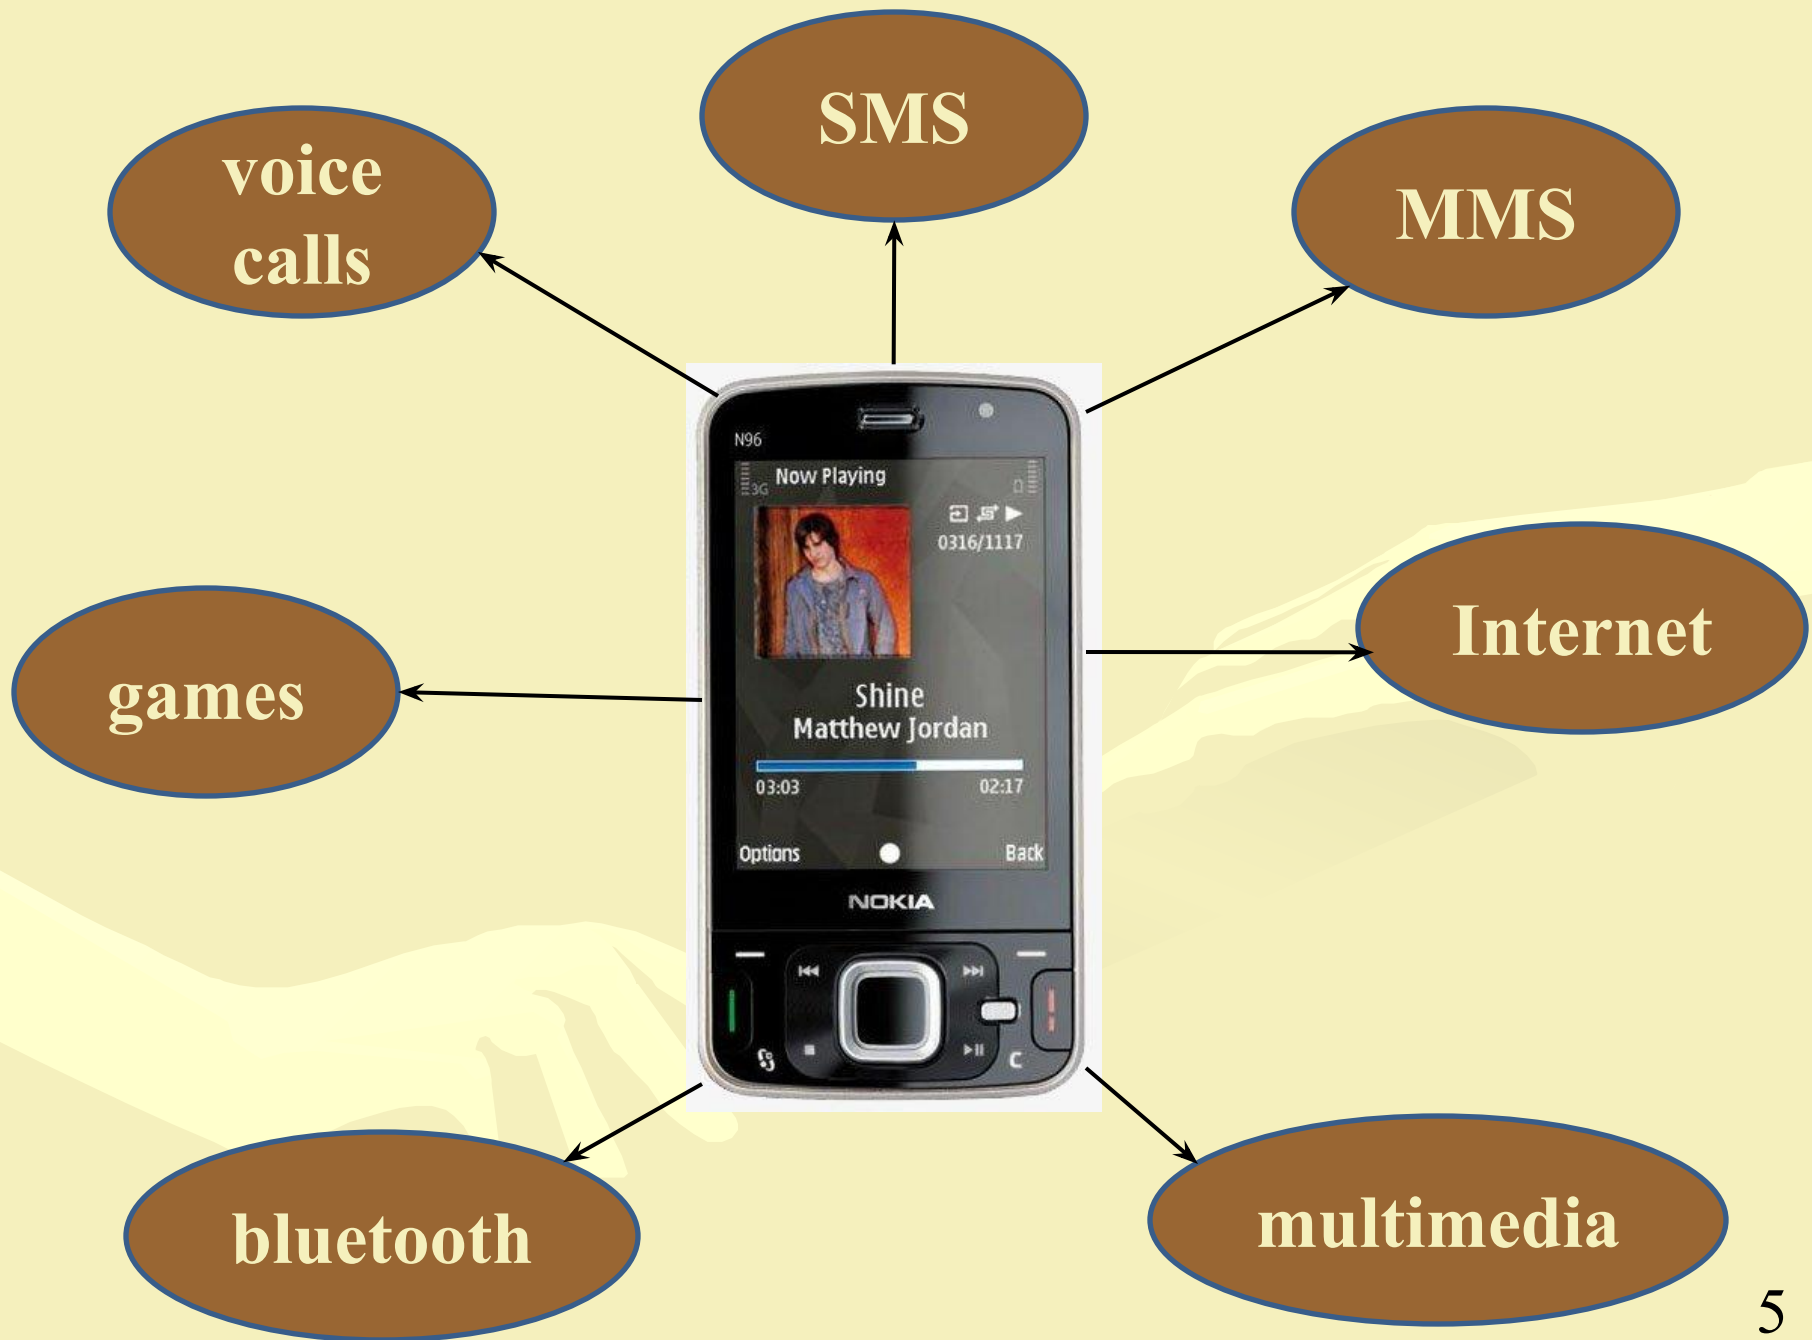 SMS
voice
calls
MMS
N96
3G
Now Playing
0316/1117
Internet
games
Shine
Matthew Jordan
03:03 02:17
Options Back
NOKIA
C
bluetooth
multimedia
5